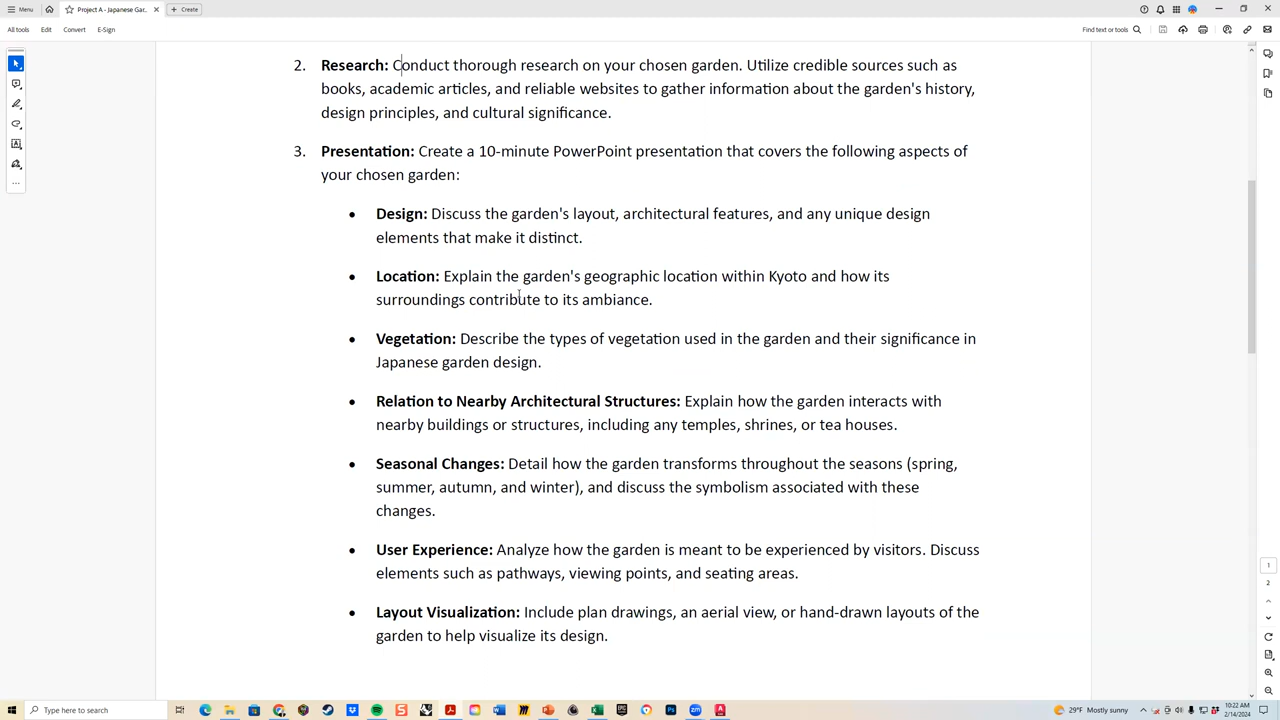 Menu
Project A - Japanese Gar...
Create
All tools
Edit
Convert
E-Sign
Find text or tools
2. Research: Conduct thorough research on your chosen garden. Utilize credible sources such as
books, academic articles, and reliable websites to gather information about the garden's history,
design principles, and cultural significance.
3. Presentation: Create a 10-minute PowerPoint presentation that covers the following aspects of
your chosen garden:
• Design: Discuss the garden's layout, architectural features, and any unique design
elements that make it distinct.
• Location: Explain the garden's geographic location within Kyoto and how its
surroundings contribute to its ambiance.
• Vegetation: Describe the types of vegetation used in the garden and their significance in
Japanese garden design.
• Relation to Nearby Architectural Structures: Explain how the garden interacts with
nearby buildings or structures, including any temples, shrines, or tea houses.
• Seasonal Changes: Detail how the garden transforms throughout the seasons (spring,
summer, autumn, and winter), and discuss the symbolism associated with these
changes.
• User Experience: Analyze how the garden is meant to be experienced by visitors. Discuss
elements such as pathways, viewing points, and seating areas.
• Layout Visualization: Include plan drawings, an aerial view, or hand-drawn layouts of the
garden to help visualize its design.
1
2
Type here to search
29°F Mostly sunny
10:22 AM
2/14/2024